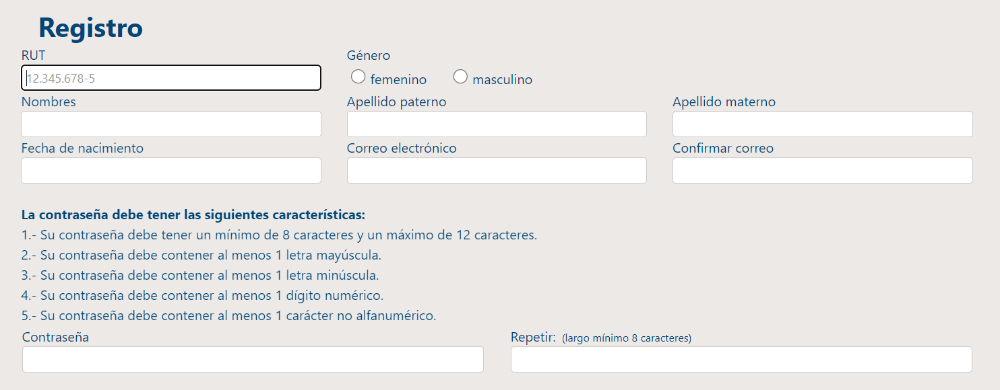 Registro
RUT
Género
12.345.678-5
femenino
masculino
Nombres
Apellido paterno
Apellido materno
Fecha de nacimiento
Correo electrónico
Confirmar correo
La contraseña debe tener las siguientes características:
1.- Su contraseña debe tener un mínimo de 8 caracteres y un máximo de 12 caracteres.
2.- Su contraseña debe contener al menos 1 letra mayúscula.
3.- Su contraseña debe contener al menos 1 letra minúscula.
4.- Su contraseña debe contener al menos 1 dígito numérico.
5.- Su contraseña debe contener al menos 1 carácter no alfanumérico.
Contraseña
Repetir: (largo mínimo 8 caracteres)